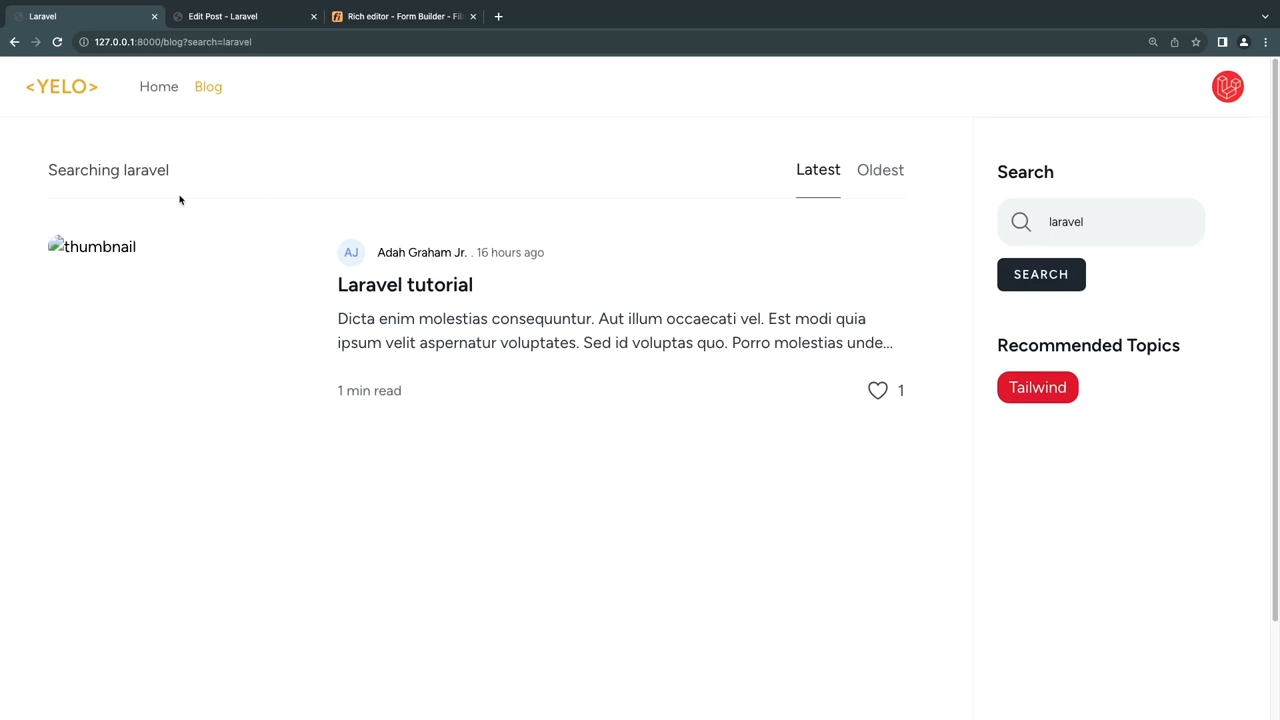 Laravel
Edit Post - Laravel
Rich editor - Form Builder - Fil
127.0.0.1:8000/blog?search=laravel
<YELO>
Home
Blog
Searching laravel
Latest
Oldest
Search
laravel
SEARCH
thumbnail
AJ
Adah Graham Jr. . 16 hours ago
Laravel tutorial
Dicta enim molestias consequuntur. Aut illum occaecati vel. Est modi quia
ipsum velit aspernatur voluptates. Sed id voluptas quo. Porro molestias unde...
1 min read
1
Recommended Topics
Tailwind